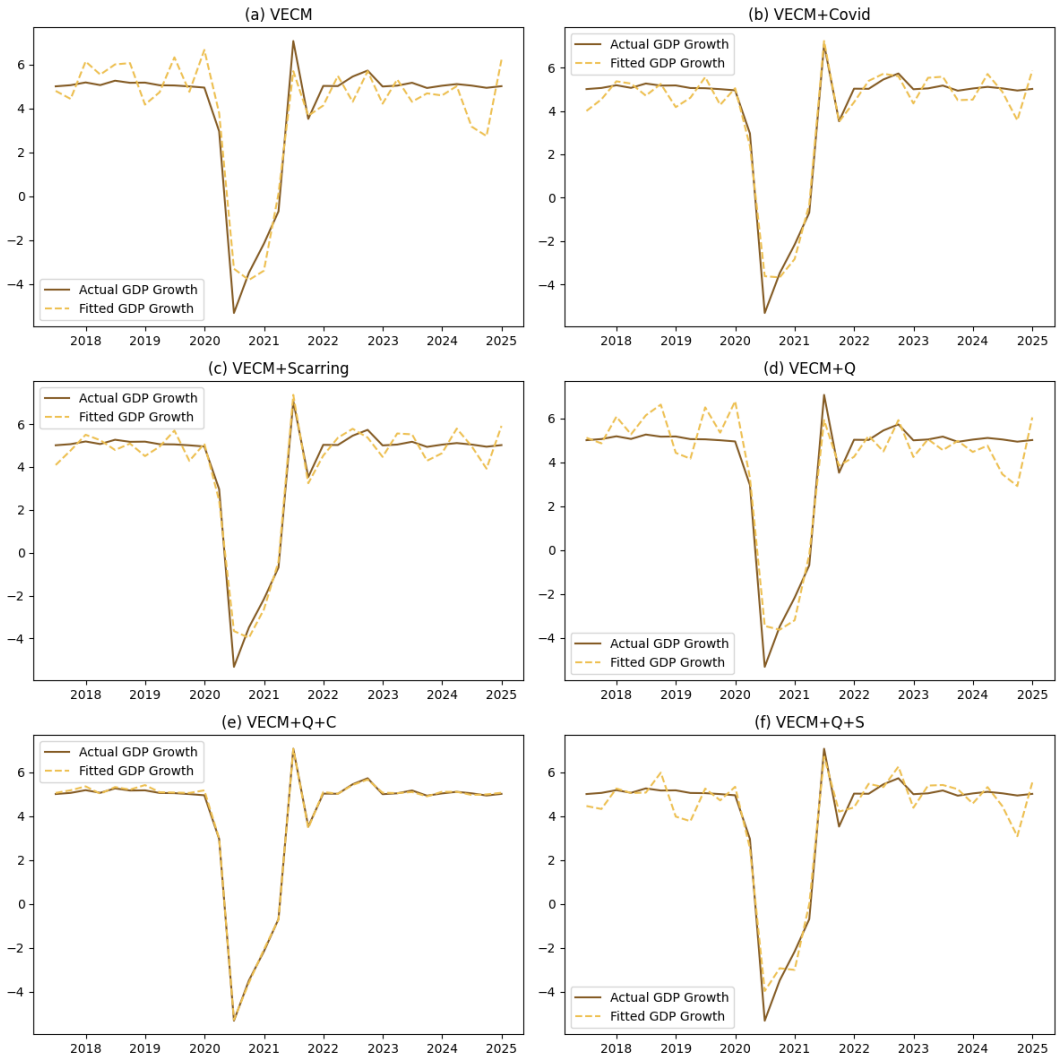 (a) VECM
6
4
2
0
−2
−4
Actual GDP Growth
Fitted GDP Growth
2018 2019 2020 2021 2022 2023 2024 2025
(b) VECM+Covid
Actual GDP Growth
Fitted GDP Growth
6
4
2
0
−2
−4
2018 2019 2020 2021 2022 2023 2024 2025
(c) VECM+Scarring
Actual GDP Growth
Fitted GDP Growth
6
4
2
0
−2
−4
2018 2019 2020 2021 2022 2023 2024 2025
(d) VECM+Q
6
4
2
0
−2
−4
Actual GDP Growth
Fitted GDP Growth
2018 2019 2020 2021 2022 2023 2024 2025
(e) VECM+Q+C
Actual GDP Growth
Fitted GDP Growth
6
4
2
0
−2
−4
2018 2019 2020 2021 2022 2023 2024 2025
(f) VECM+Q+S
6
4
2
0
−2
−4
Actual GDP Growth
Fitted GDP Growth
2018 2019 2020 2021 2022 2023 2024 2025